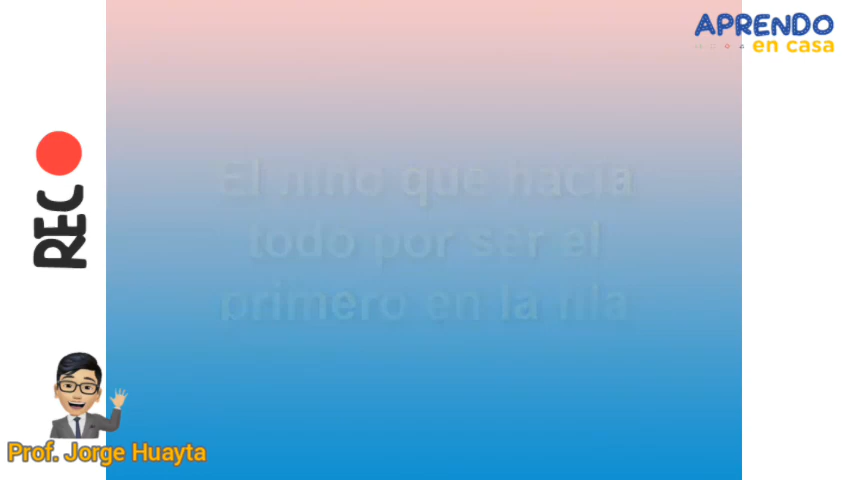 APRENDO
en casa
REC
El niño que hacía
todo por ser el
primero en la fila
Prof. Jorge Huayta